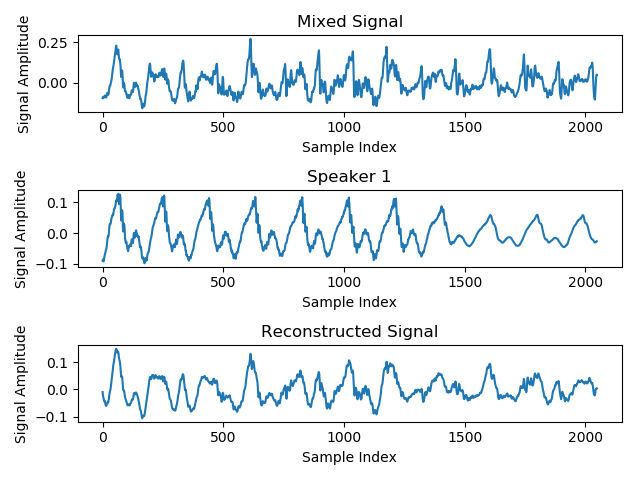 Mixed Signal
Signal Amplitude
0.25
0.00
0 500 1000 1500 2000
Sample Index
Speaker 1
Signal Amplitude
0.1
0.0
−0.1
0 500 1000 1500 2000
Sample Index
Reconstructed Signal
Signal Amplitude
0.1
0.0
−0.1
0 500 1000 1500 2000
Sample Index